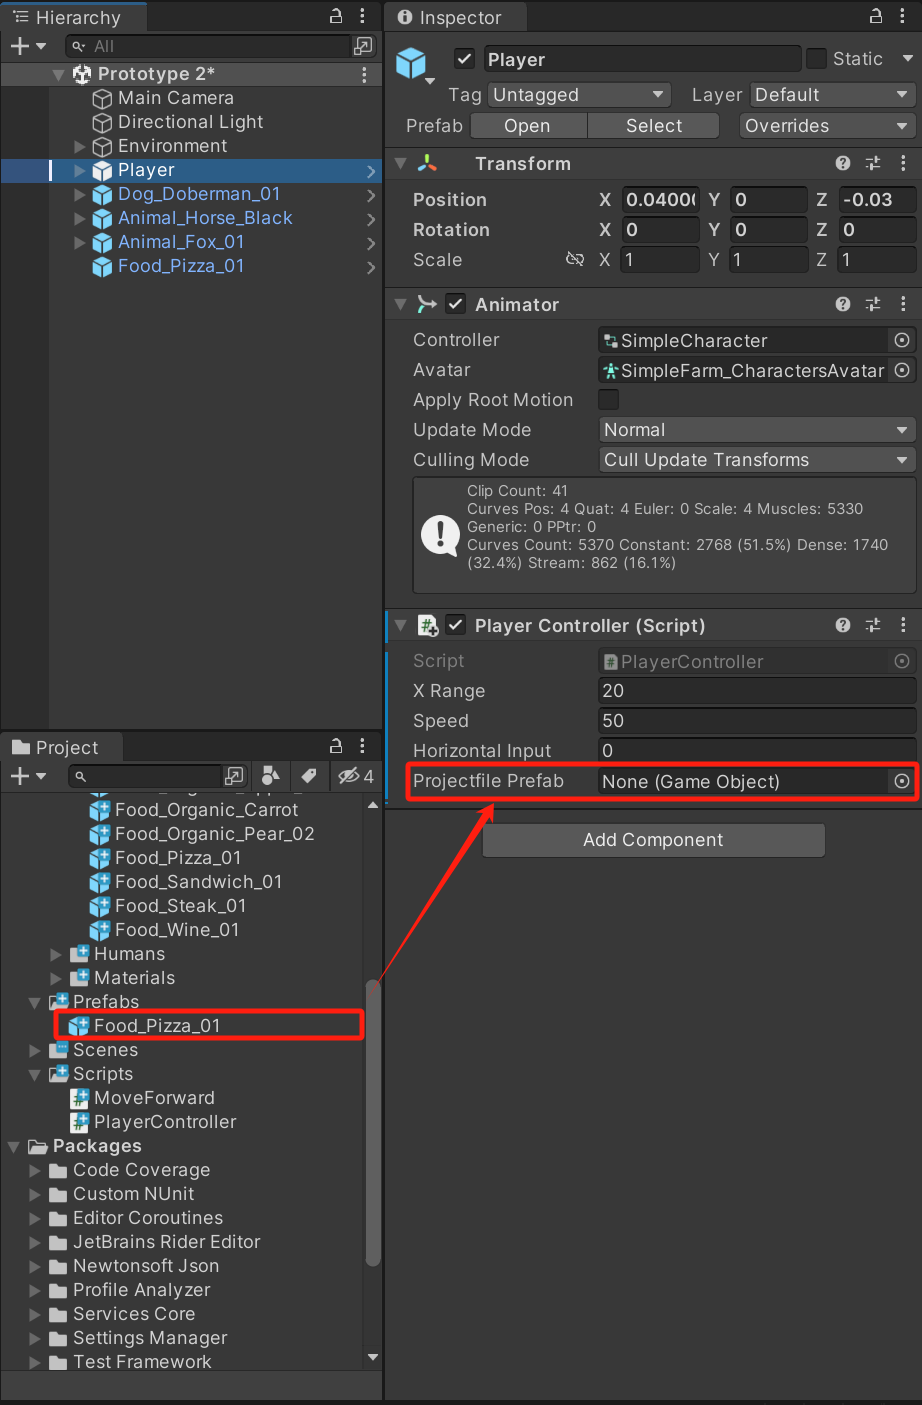 Hierarchy
All
Prototype 2*
Main Camera
Directional Light
Environment
Player
Dog_Doberman_01
Animal_Horse_Black
Animal_Fox_01
Food_Pizza_01
Project
4
Food_Organic_Carrot
Food_Organic_Pear_02
Food_Pizza_01
Food_Sandwich_01
Food_Steak_01
Food_Wine_01
Humans
Materials
Prefabs
Food_Pizza_01
Scenes
Scripts
MoveForward
PlayerController
Packages
Code Coverage
Custom NUnit
Editor Coroutines
JetBrains Rider Editor
Newtonsoft Json
Profile Analyzer
Services Core
Settings Manager
Test Framework
Inspector
Player Static
Tag Untagged Layer Default
Prefab Open Select Overrides
Transform
Position X 0.0400 Y 0 Z -0.03
Rotation X 0 Y 0 Z 0
Scale X 1 Y 1 Z 1
Animator
Controller SimpleCharacter
Avatar SimpleFarm_CharactersAvatar
Apply Root Motion
Update Mode Normal
Culling Mode Cull Update Transforms
Clip Count: 41
Curves Pos: 4 Quat: 4 Euler: 0 Scale: 4 Muscles: 5330
Generic: 0 PPtr: 0
Curves Count: 5370 Constant: 2768 (51.5%) Dense: 1740
(32.4%) Stream: 862 (16.1%)
Player Controller (Script)
Script PlayerController
X Range 20
Speed 50
Horizontal Input 0
Projectfile Prefab None (Game Object)
Add Component